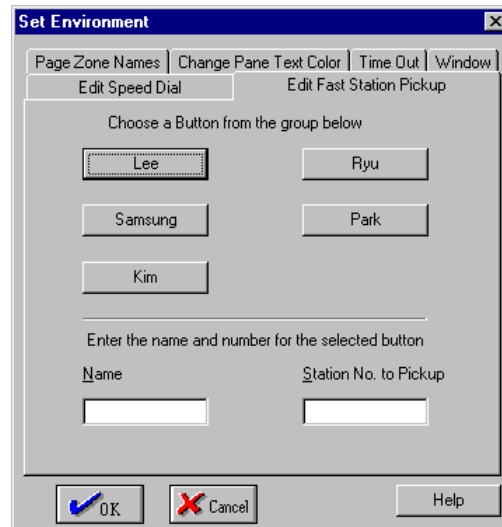 Set Environment
Page Zone Names Change Pane Text Color Time Out Window
Edit Speed Dial Edit Fast Station Pickup
Choose a Button from the group below
Lee Ryu
Samsung Park
Kim
Enter the name and number for the selected button
Name Station No. to Pickup
OK Cancel Help